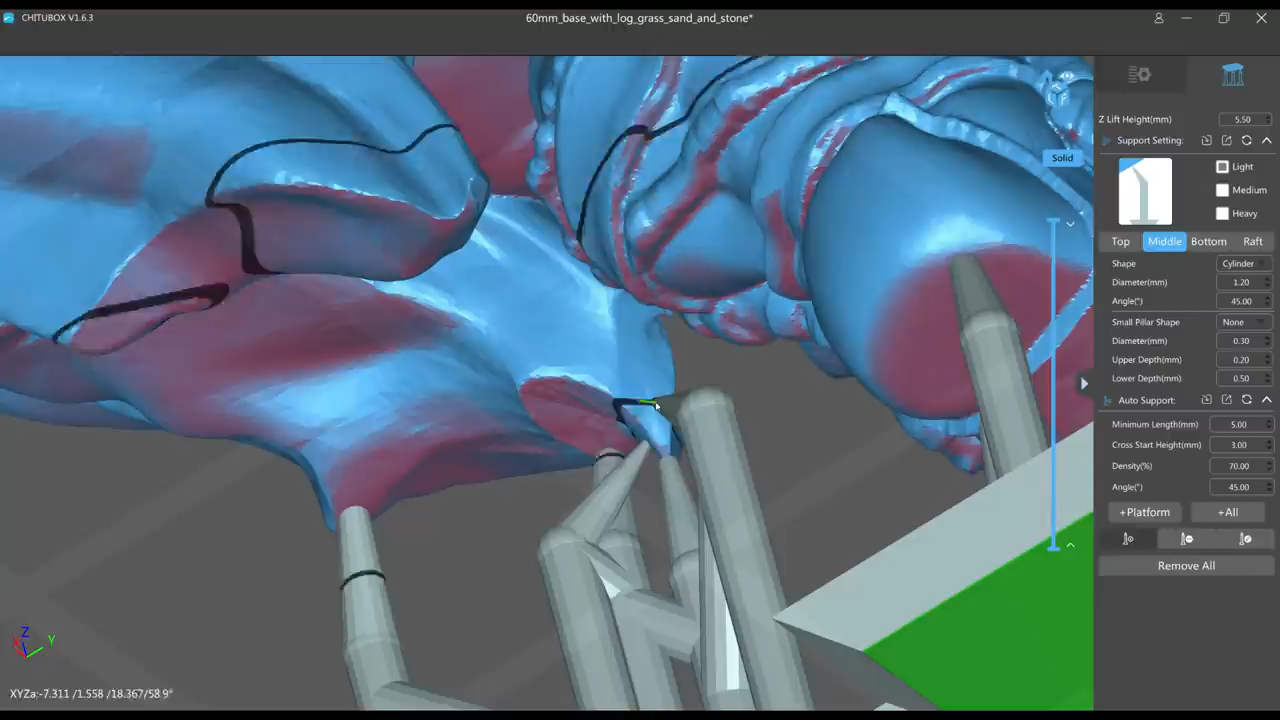 CHITUBOX V1.6.3
60mm_base_with_log_grass_sand_and_stone*
Z Lift Height(mm) 5.50
Support Setting:
Solid
Light
Medium
Heavy
Top Middle Bottom Raft
Shape Cylinder
Diameter(mm) 1.20
Angle(°) 45.00
Small Pillar Shape None
Diameter(mm) 0.30
Upper Depth(mm) 0.20
Lower Depth(mm) 0.50
Auto Support:
Minimum Length(mm) 5.00
Cross Start Height(mm) 3.00
Density(%) 70.00
Angle(°) 45.00
+Platform +All
Remove All
Z
Y
XYZa:-7.311 /1.558 /18.367/58.9°